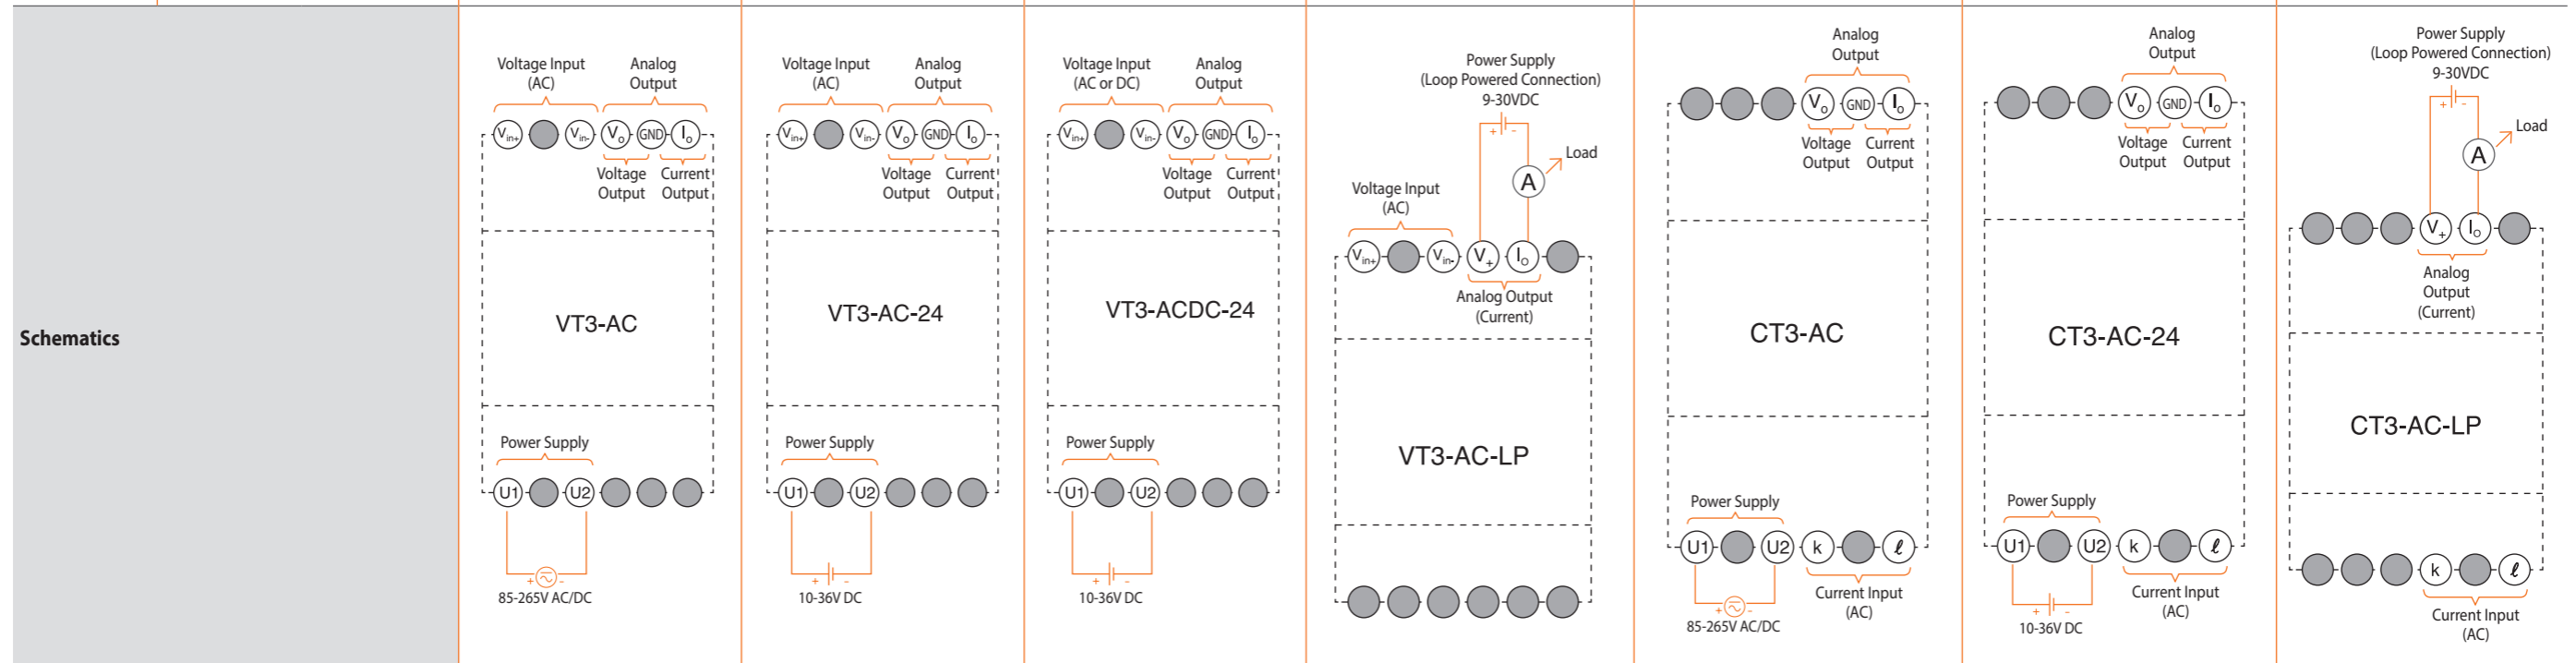 Schematics
Voltage Input
(AC)
Analog
Output
Vin+
Vin-
Vo
GND
Io
Voltage
Output
Current
Output
VT3-AC
Power Supply
U1
U2
+ -
85-265V AC/DC
Voltage Input
(AC)
Analog
Output
Vin+
Vin-
Vo
GND
Io
Voltage
Output
Current
Output
VT3-AC-24
Power Supply
U1
U2
+ -
10-36V DC
Voltage Input
(AC or DC)
Analog
Output
Vin+
Vin-
Vo
GND
Io
Voltage
Output
Current
Output
VT3-ACDC-24
Power Supply
U1
U2
+ -
10-36V DC
Power Supply
(Loop Powered Connection)
9-30VDC
+ -
Load
A
Voltage Input
(AC)
Vin+
Vin-
V+
Io
Analog Output
(Current)
VT3-AC-LP
Analog
Output
Vo
GND
Io
Voltage
Output
Current
Output
CT3-AC
Power Supply
U1
U2
k
ℓ
+ -
85-265V AC/DC
Current Input
(AC)
Analog
Output
Vo
GND
Io
Voltage
Output
Current
Output
CT3-AC-24
Power Supply
U1
U2
k
ℓ
+ -
10-36V DC
Current Input
(AC)
Power Supply
(Loop Powered Connection)
9-30VDC
+ -
Load
A
V+
Io
Analog
Output
(Current)
CT3-AC-LP
k
ℓ
Current Input
(AC)